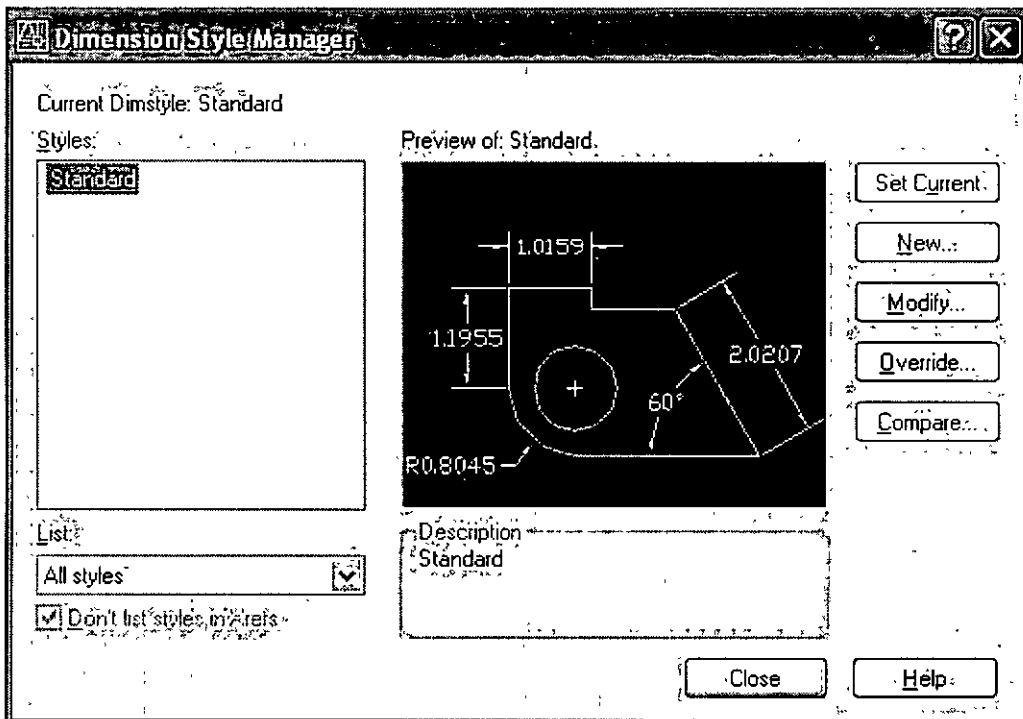 Dimension Style Manager
Current Dimstyle: Standard
Styles:
Standard
Preview of: Standard
1.0159
1.1955
2.0207
60°
R0.8045
Set Current
New...
Modify...
Override...
Compare...
List:
All styles
Don't list styles in Xrefs
Description
Standard
Close
Help